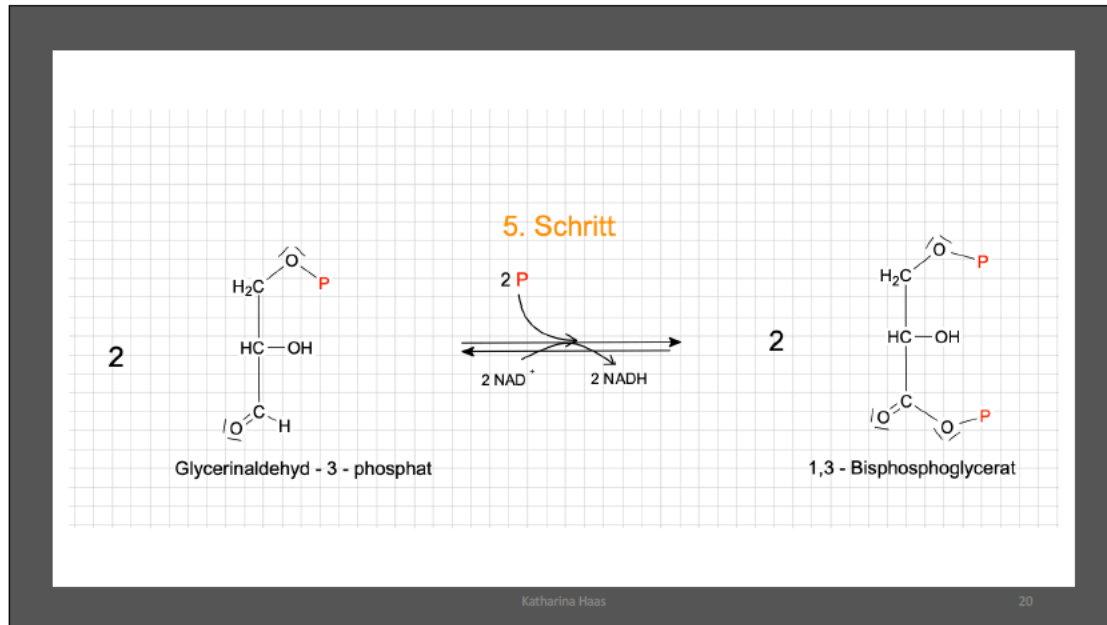 5. Schritt
2
H₂C
O
P
HC—OH
C
O
H
Glycerinaldehyd - 3 - phosphat
2 P
2 NAD⁺
2 NADH
2
H₂C
O
P
HC—OH
C
O
O
P
1,3 - Bisphosphoglycerat
Katharina Haas
20